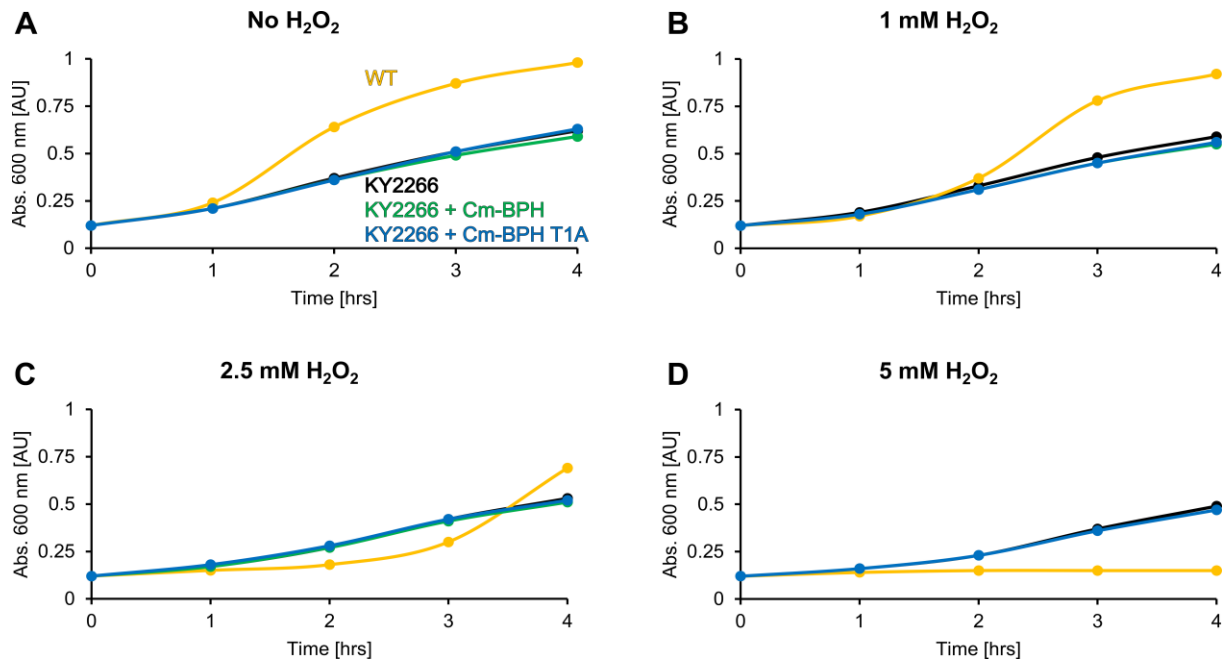 A
No H₂O₂
Abs. 600 nm [AU]
1
0.75
0.5
0.25
0
WT
KY2266
KY2266 + Cm-BPH
KY2266 + Cm-BPH T1A
0 1 2 3 4
Time [hrs]
B
1 mM H₂O₂
Abs. 600 nm [AU]
1
0.75
0.5
0.25
0
0 1 2 3 4
Time [hrs]
C
2.5 mM H₂O₂
Abs. 600 nm [AU]
1
0.75
0.5
0.25
0
0 1 2 3 4
Time [hrs]
D
5 mM H₂O₂
Abs. 600 nm [AU]
1
0.75
0.5
0.25
0
0 1 2 3 4
Time [hrs]